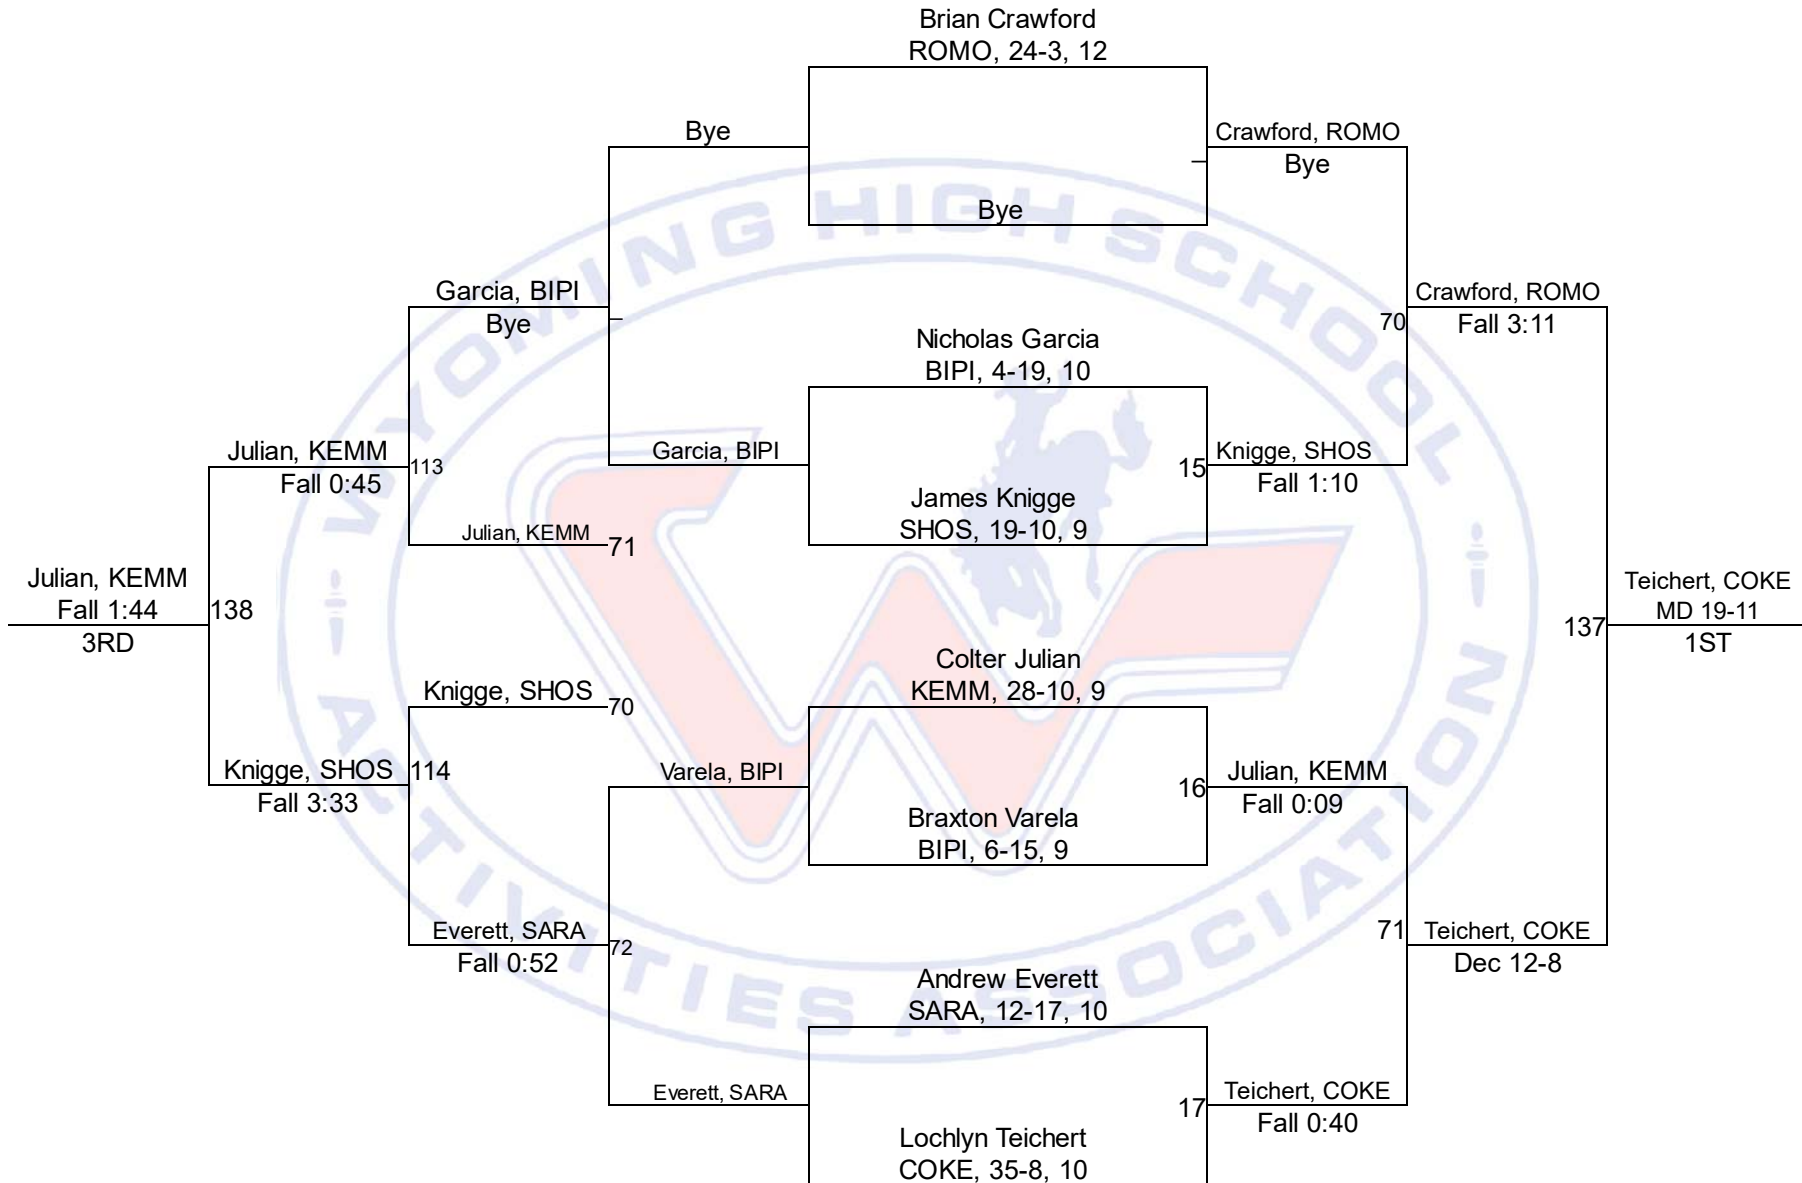 Brian Crawford
ROMO, 24-3, 12
Bye
Crawford, ROMO
Bye
Bye
Garcia, BIPI
Bye
Crawford, ROMO
Fall 3:11
70
Nicholas Garcia
BIPI, 4-19, 10
Julian, KEMM
Fall 0:45
113
Garcia, BIPI
15
Knigge, SHOS
Fall 1:10
James Knigge
SHOS, 19-10, 9
Julian, KEMM
71
Julian, KEMM
Fall 1:44
3RD
138
Teichert, COKE
MD 19-11
1ST
137
Colter Julian
KEMM, 28-10, 9
Knigge, SHOS
70
Knigge, SHOS
Fall 3:33
114
Varela, BIPI
16
Julian, KEMM
Fall 0:09
Braxton Varela
BIPI, 6-15, 9
Everett, SARA
Fall 0:52
72
71
Teichert, COKE
Dec 12-8
Andrew Everett
SARA, 12-17, 10
Everett, SARA
17
Teichert, COKE
Fall 0:40
Lochlyn Teichert
COKE, 35-8, 10
WYOMING HIGH SCHOOL
ACTIVITIES ASSOCIATION